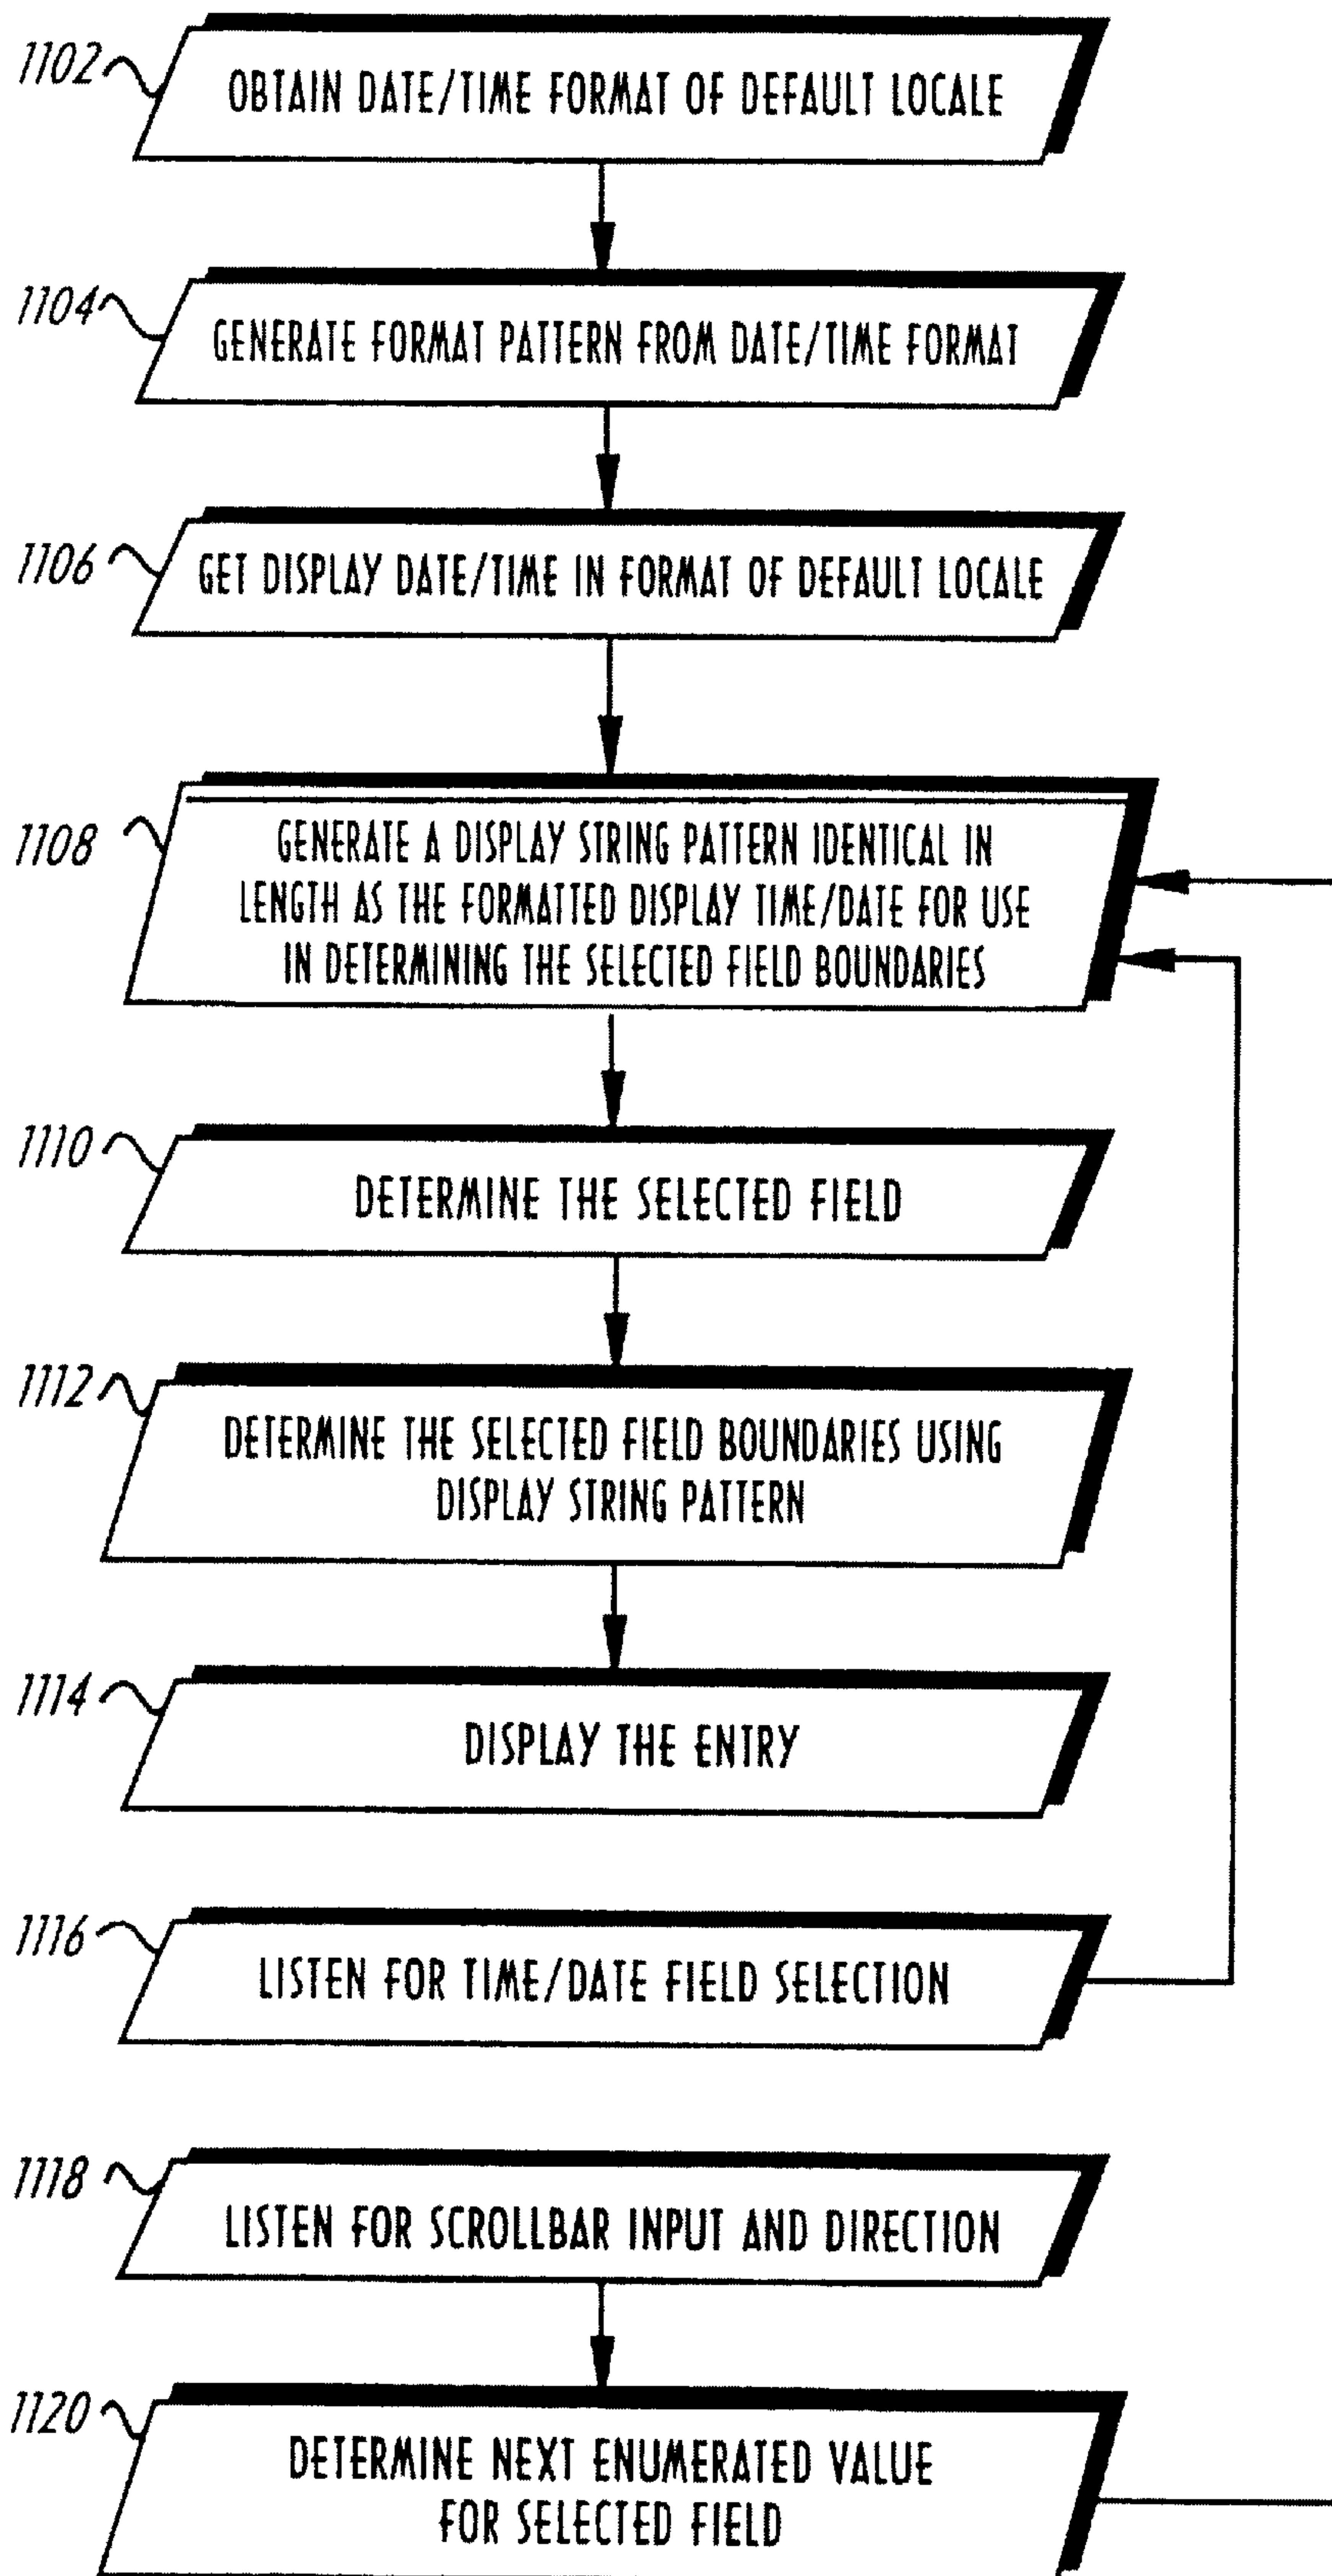 1102
OBTAIN DATE/TIME FORMAT OF DEFAULT LOCALE
1104
GENERATE FORMAT PATTERN FROM DATE/TIME FORMAT
1106
GET DISPLAY DATE/TIME IN FORMAT OF DEFAULT LOCALE
1108
GENERATE A DISPLAY STRING PATTERN IDENTICAL IN
LENGTH AS THE FORMATTED DISPLAY TIME/DATE FOR USE
IN DETERMINING THE SELECTED FIELD BOUNDARIES
1110
DETERMINE THE SELECTED FIELD
1112
DETERMINE THE SELECTED FIELD BOUNDARIES USING
DISPLAY STRING PATTERN
1114
DISPLAY THE ENTRY
1116
LISTEN FOR TIME/DATE FIELD SELECTION
1118
LISTEN FOR SCROLLBAR INPUT AND DIRECTION
1120
DETERMINE NEXT ENUMERATED VALUE
FOR SELECTED FIELD